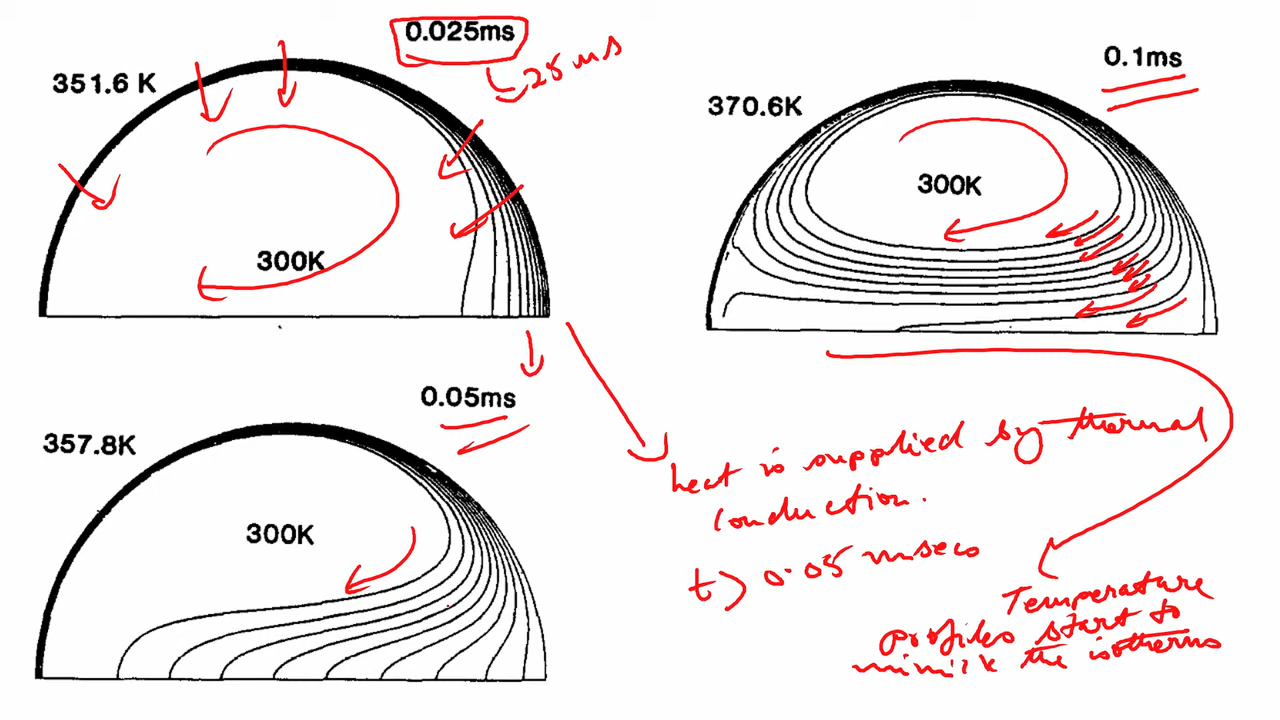 0.025ms
↳ 25 ms
351.6 K
300K
0.1ms
370.6K
300K
0.05ms
357.8K
300K
heat is supplied by thermal
conduction.
t > 0.05 msecs
Temperature
profiles start to
mimik the isotherms